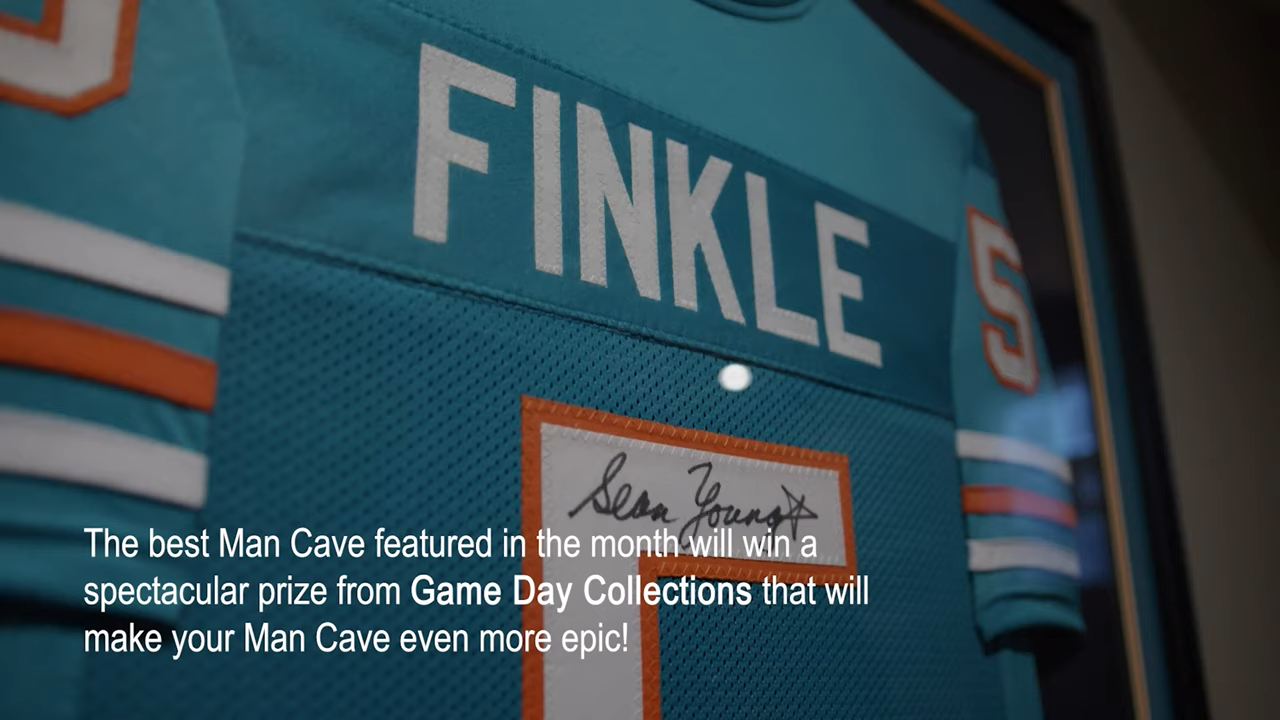 FINKLE
5
Sean Young
The best Man Cave featured in the month will win a
spectacular prize from Game Day Collections that will
make your Man Cave even more epic!